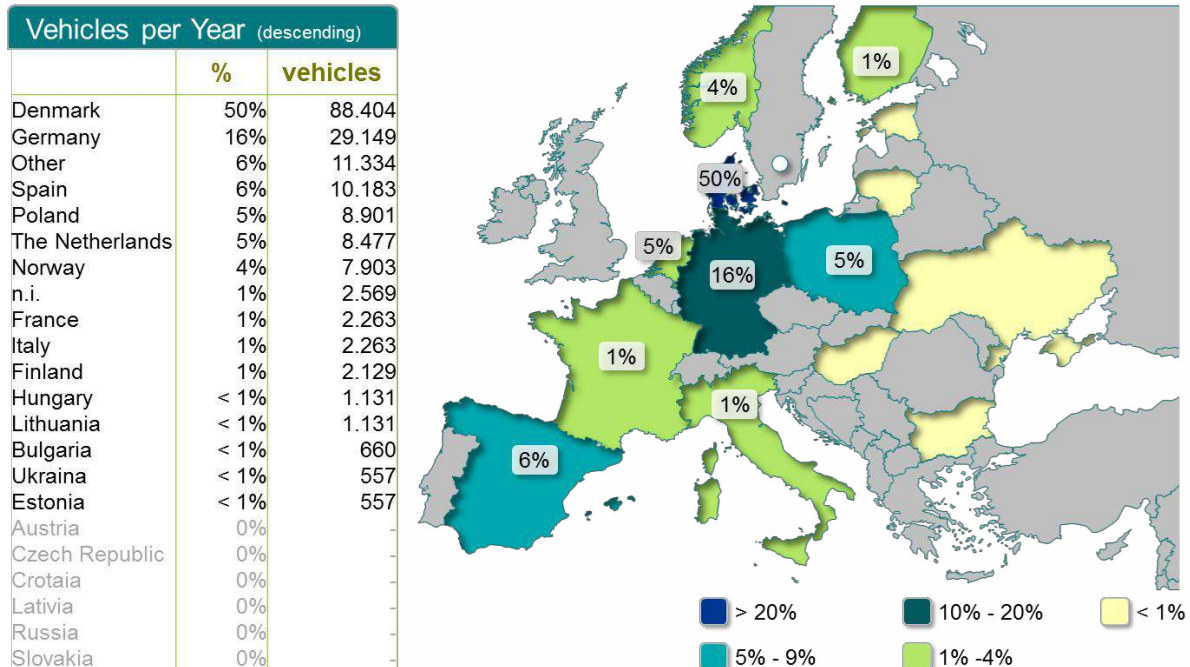 Vehicles per Year (descending)
% vehicles
Denmark 50% 88.404
Germany 16% 29.149
Other 6% 11.334
Spain 6% 10.183
Poland 5% 8.901
The Netherlands 5% 8.477
Norway 4% 7.903
n.i. 1% 2.569
France 1% 2.263
Italy 1% 2.263
Finland 1% 2.129
Hungary < 1% 1.131
Lithuania < 1% 1.131
Bulgaria < 1% 660
Ukraina < 1% 557
Estonia < 1% 557
Austria 0% -
Czech Republic 0% -
Crotaia 0% -
Lativia 0% -
Russia 0% -
Slovakia 0% -
1%
4%
50%
5%
16%
5%
1%
1%
6%
> 20%
10% - 20%
< 1%
5% - 9%
1% -4%